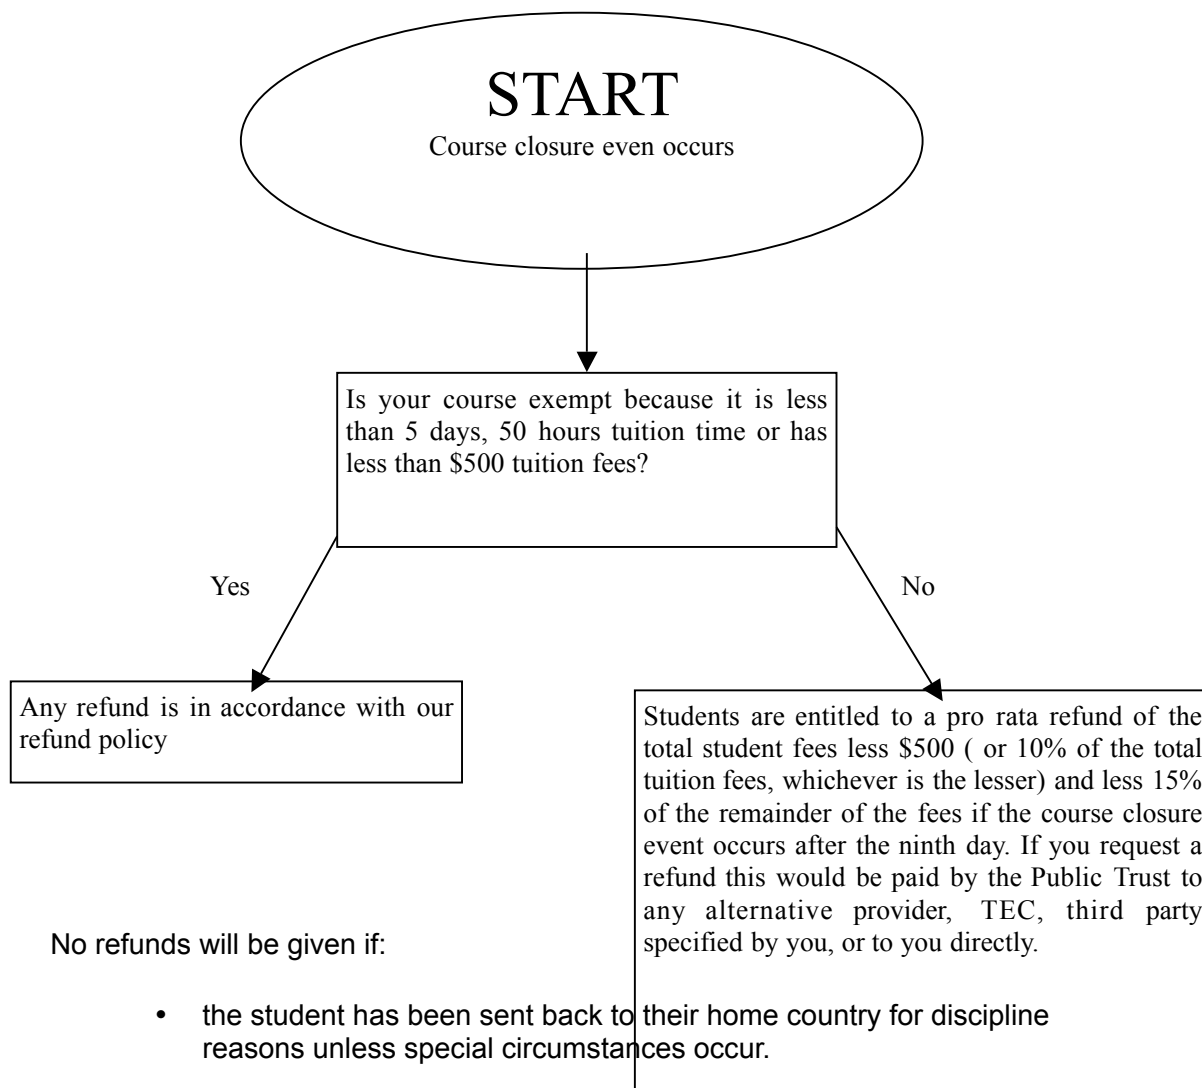 START
Course closure even occurs
Is your course exempt because it is less
than 5 days, 50 hours tuition time or has
less than $500 tuition fees?
Yes
No
Any refund is in accordance with our
refund policy
Students are entitled to a pro rata refund of the
total student fees less $500 ( or 10% of the total
tuition fees, whichever is the lesser) and less 15%
of the remainder of the fees if the course closure
event occurs after the ninth day. If you request a
refund this would be paid by the Public Trust to
any alternative provider, TEC, third party
specified by you, or to you directly.
No refunds will be given if:
• the student has been sent back to their home country for discipline
reasons unless special circumstances occur.